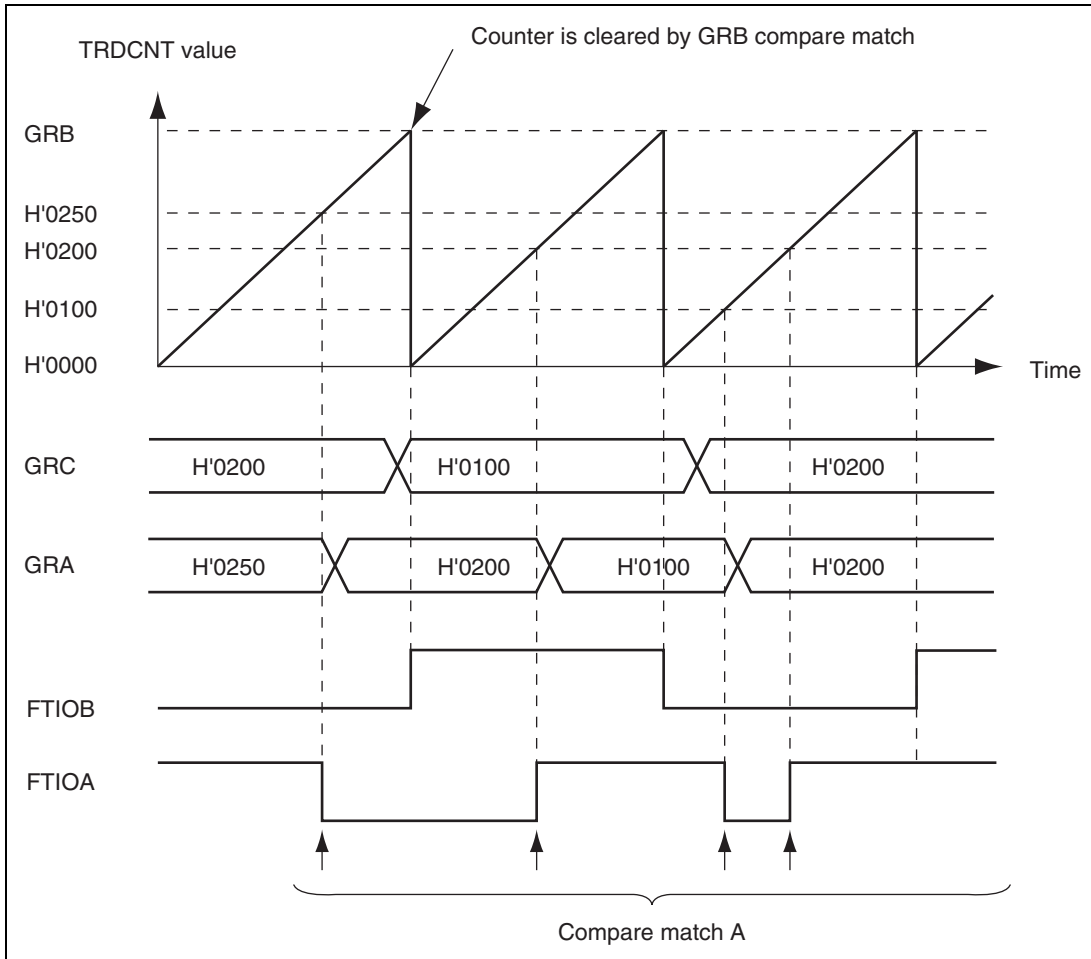 Counter is cleared by GRB compare match
TRDCNT value
GRB
H'0250
H'0200
H'0100
H'0000
Time
GRC
H'0200
H'0100
H'0200
GRA
H'0250
H'0200
H'0100
H'0200
FTIOB
FTIOA
Compare match A